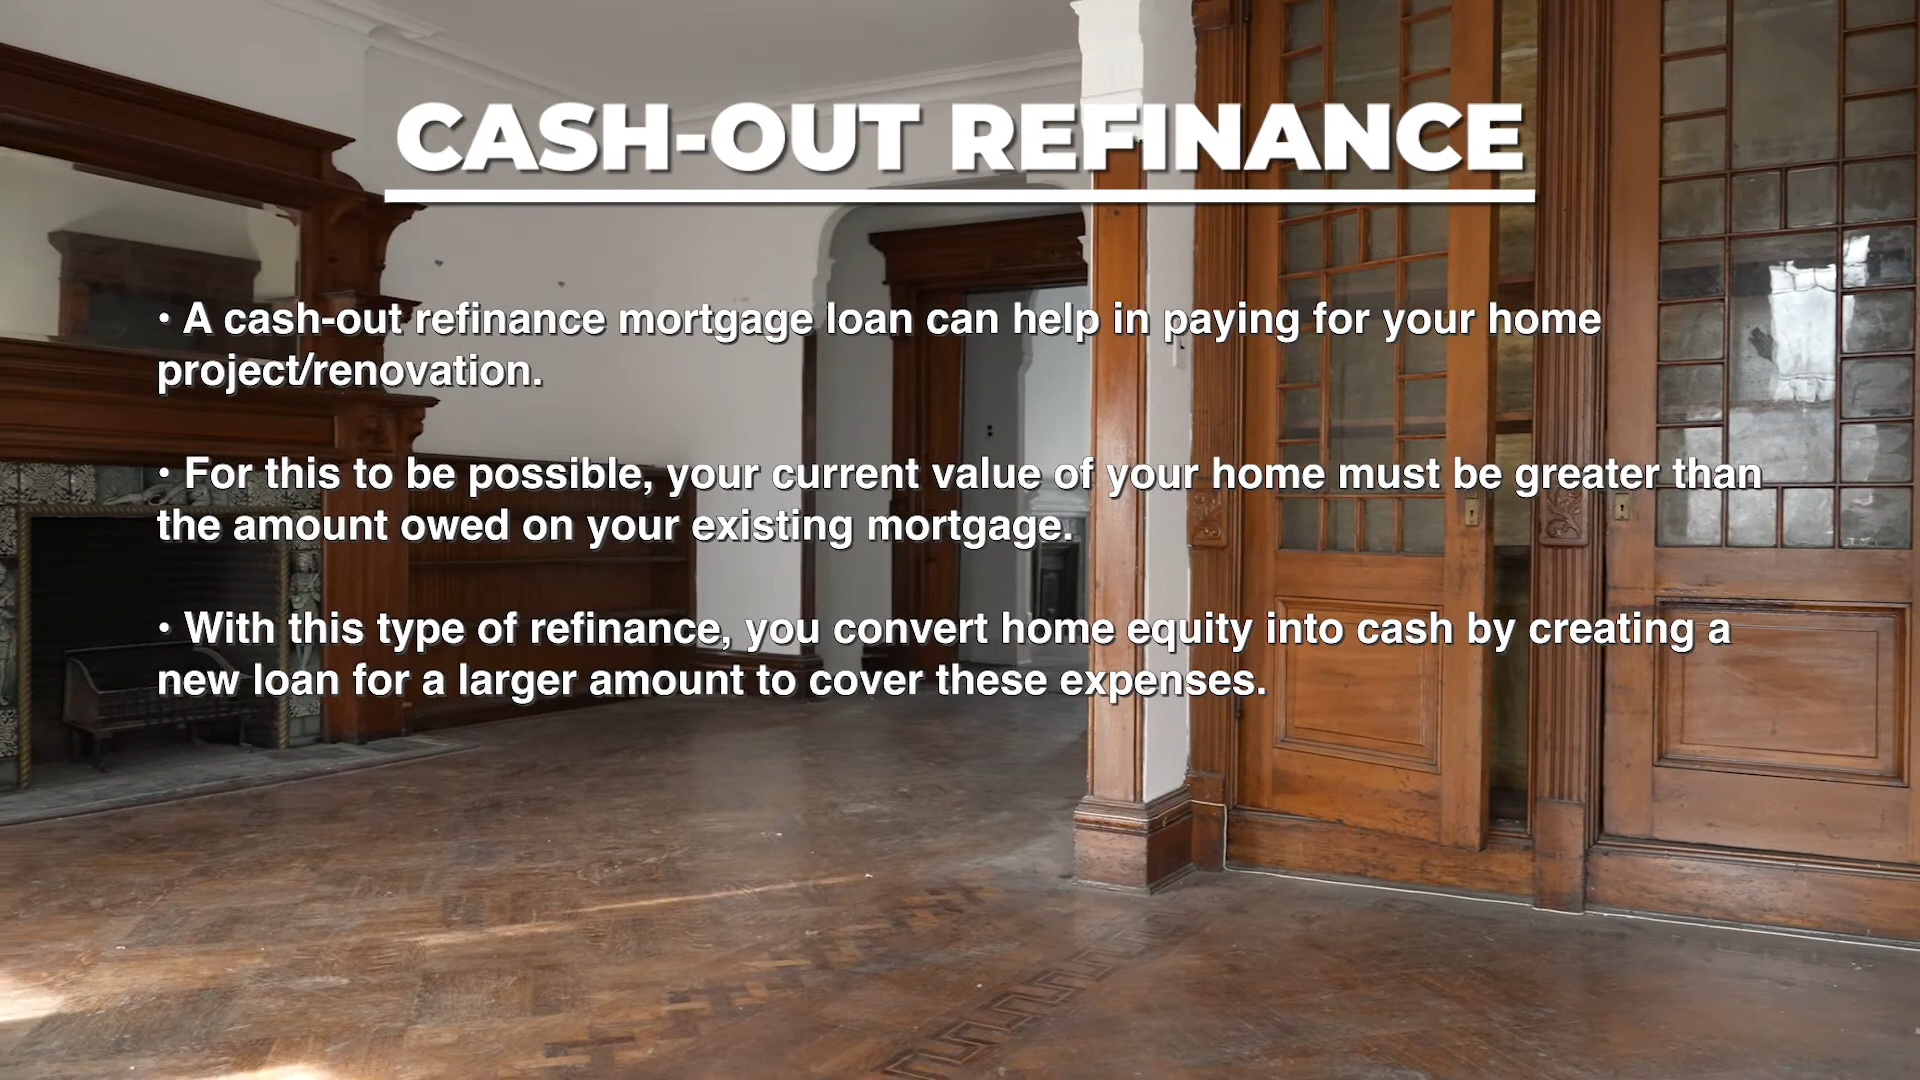 CASH-OUT REFINANCE
• A cash-out refinance mortgage loan can help in paying for your home
project/renovation.
• For this to be possible, your current value of your home must be greater than
the amount owed on your existing mortgage.
• With this type of refinance, you convert home equity into cash by creating a
new loan for a larger amount to cover these expenses.